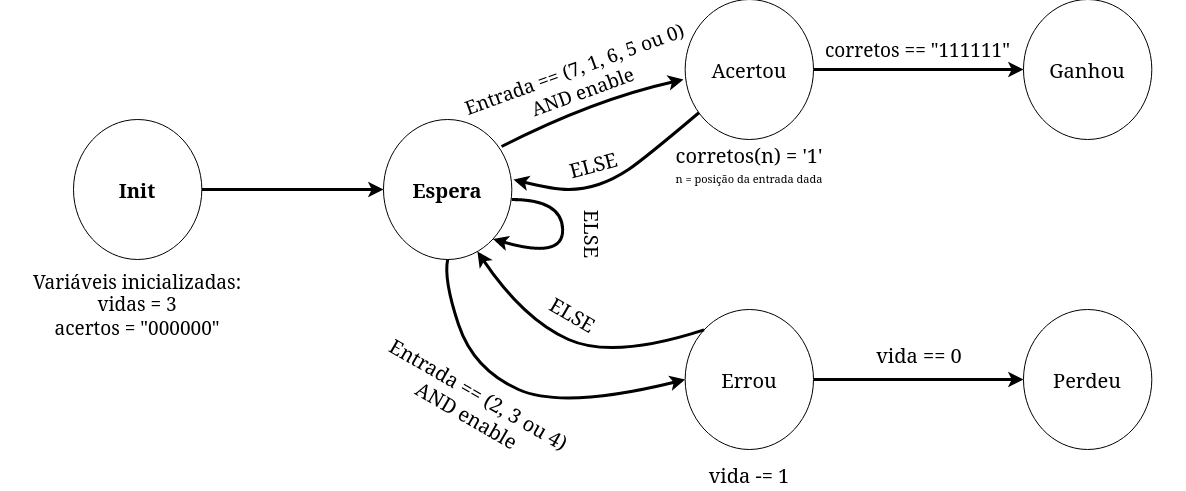 Init
Variáveis inicializadas:
vidas = 3
acertos = "000000"
Espera
Entrada == (7, 1, 6, 5 ou 0)
AND enable
ELSE
ELSE
Acertou
corretos(n) = '1'
n = posição da entrada dada
corretos == "111111"
Ganhou
ELSE
Entrada == (2, 3 ou 4)
AND enable
Errou
vida -= 1
vida == 0
Perdeu